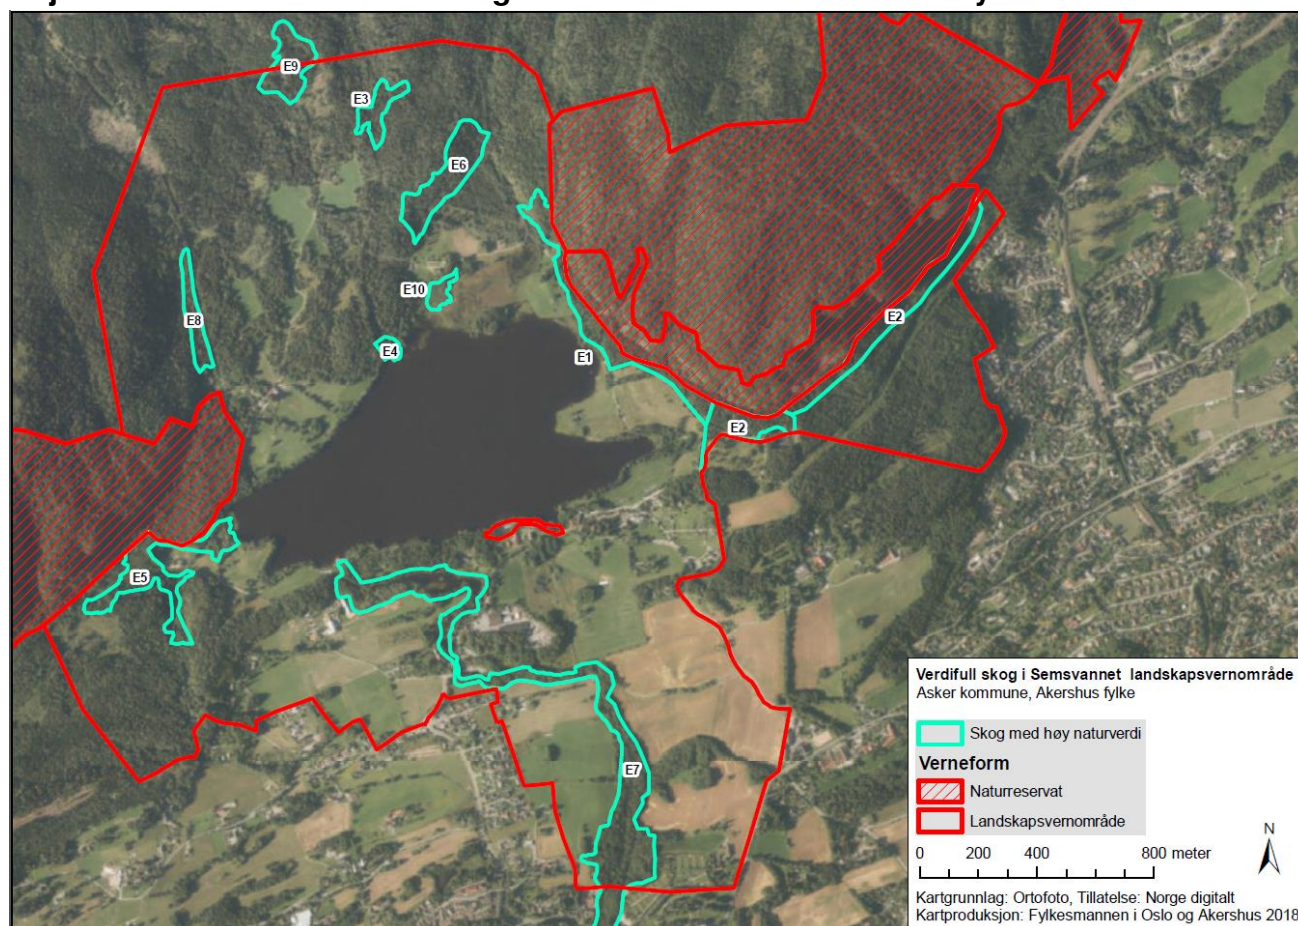 E9
E3
E6
E10
E8
E4
E1
E2
E2
E5
E7
Verdifull skog i Semsvannet landskapsvernområde
Asker kommune, Akershus fylke
Skog med høy naturverdi
Verneform
Naturreservat
Landskapsvernområde
N
0 200 400 800 meter
Kartgrunnlag: Ortofoto, Tillatelse: Norge digitalt
Kartproduksjon: Fylkesmannen i Oslo og Akershus 2018